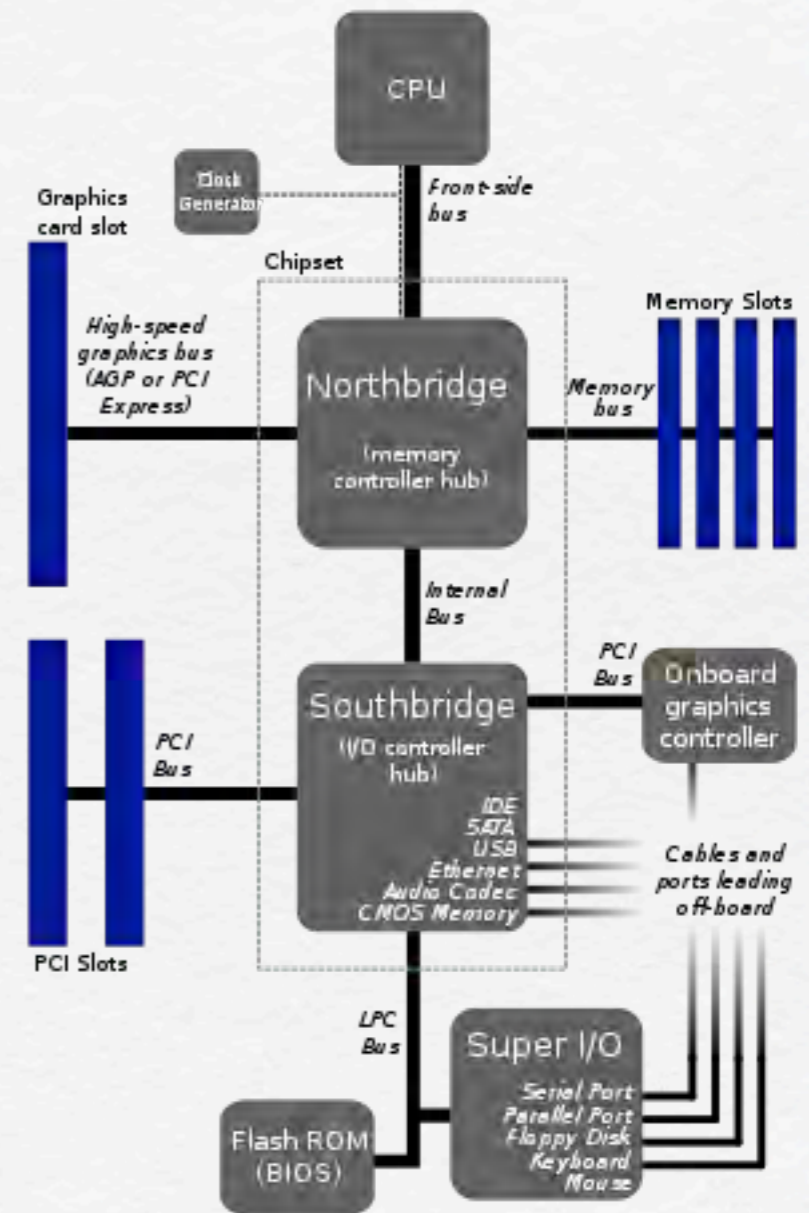 CPU
Clock
Generator
Front-side
bus
Graphics
card slot
Chipset
High-speed
graphics bus
(AGP or PCI
Express)
Memory Slots
Northbridge
(memory
controller hub)
Memory
bus
Internal
Bus
PCI
Bus
Onboard
graphics
controller
Southbridge
(I/O controller
hub)
PCI
Bus
IDE
SATA
USB
Ethernet
Audio Codec
CMOS Memory
Cables and
ports leading
off-board
PCI Slots
LPC
Bus
Super I/O
Serial Port
Parallel Port
Floppy Disk
Keyboard
Mouse
Flash ROM
(BIOS)